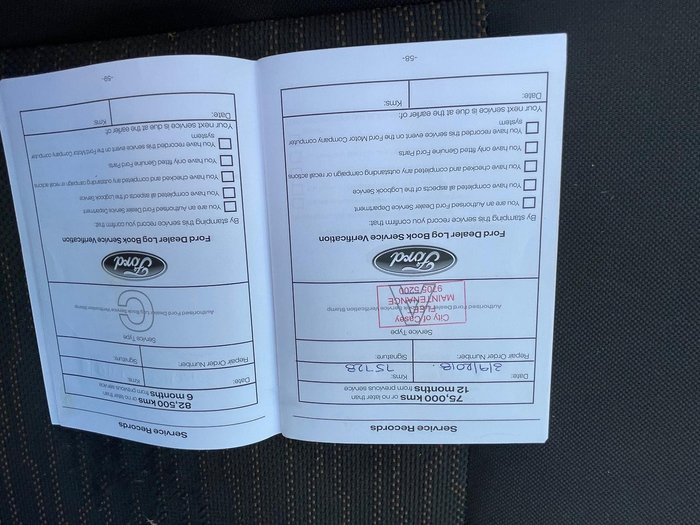 Service Records
75,000 kms or no later than
12 months from previous service
Date: Kms:
3/9/2018. 75728
Repair Order Number: Signature:
Service Type
City of Casey
FLEET
MAINTENANCE
9705 5200
Ford
Ford Dealer Log Book Service Verification
By stamping this service record you confirm that:
You are an Authorised Ford Dealer Service Department
You have completed all aspects of the Logbook Service
You have checked and completed any outstanding campaign or recall actions
You have only fitted Genuine Ford Parts
You have recorded this service event on the Ford Motor Company computer
system
Your next service is due at the earlier of:
Date: Kms:
-58-
Service Records
82,500 kms or no later than
6 months from previous service
Date: Kms:
Repair Order Number: Signature:
Service Type
C
Authorised Ford Dealer Log Book Service Verification Stamp
Ford
Ford Dealer Log Book Service Verification
By stamping this service record you confirm that:
You are an Authorised Ford Dealer Service Department
You have completed all aspects of the Logbook Service
You have checked and completed any outstanding campaign or recall actions
You have only fitted Genuine Ford Parts
You have recorded this service event on the Ford Motor Company computer
system
Your next service is due at the earlier of:
Date: Kms:
-59-